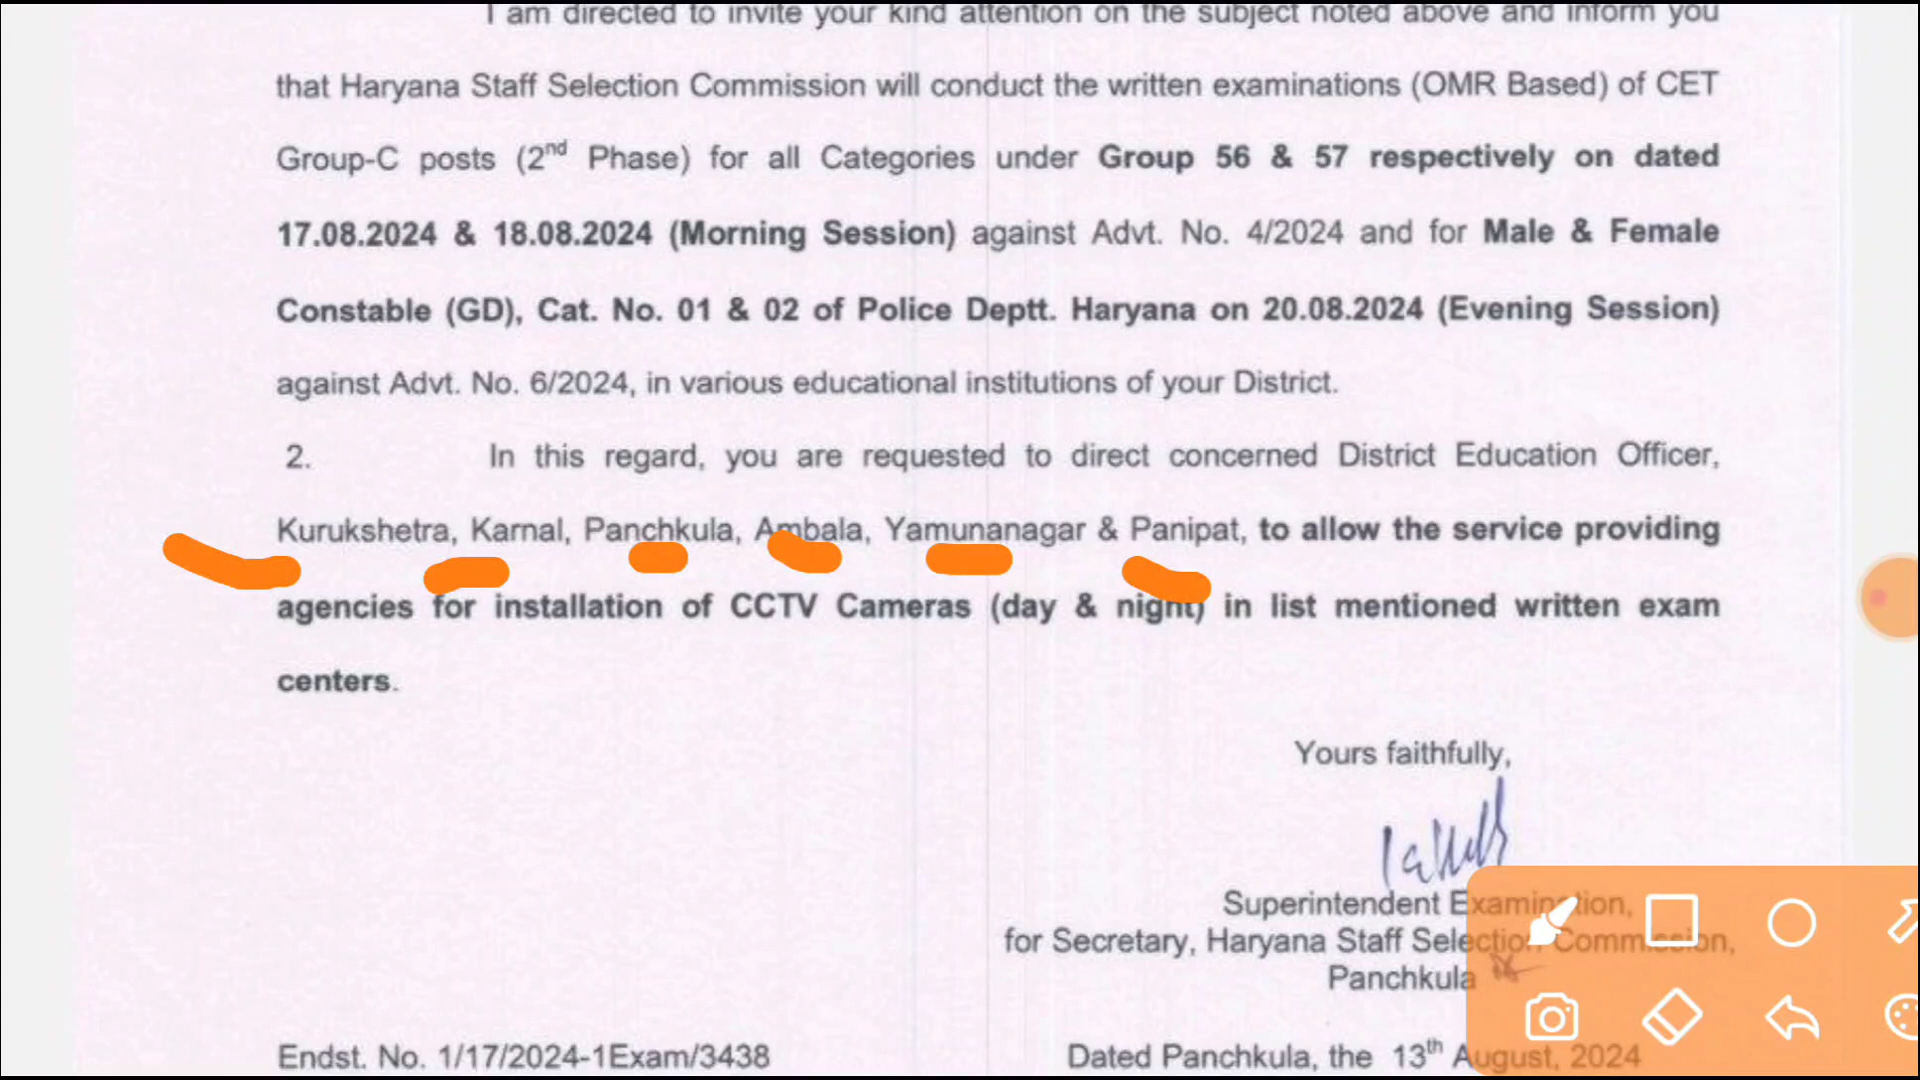 I am directed to invite your kind attention on the subject noted above and inform you
that Haryana Staff Selection Commission will conduct the written examinations (OMR Based) of CET
Group-C posts (2nd Phase) for all Categories under Group 56 & 57 respectively on dated
17.08.2024 & 18.08.2024 (Morning Session) against Advt. No. 4/2024 and for Male & Female
Constable (GD), Cat. No. 01 & 02 of Police Deptt. Haryana on 20.08.2024 (Evening Session)
against Advt. No. 6/2024, in various educational institutions of your District.
2. In this regard, you are requested to direct concerned District Education Officer,
Kurukshetra, Karnal, Panchkula, Ambala, Yamunanagar & Panipat, to allow the service providing
agencies for installation of CCTV Cameras (day & night) in list mentioned written exam
centers.
Yours faithfully,
Superintendent Examination,
for Secretary, Haryana Staff Selection Commission,
Panchkula
Endst. No. 1/17/2024-1Exam/3438 Dated Panchkula, the 13th August, 2024